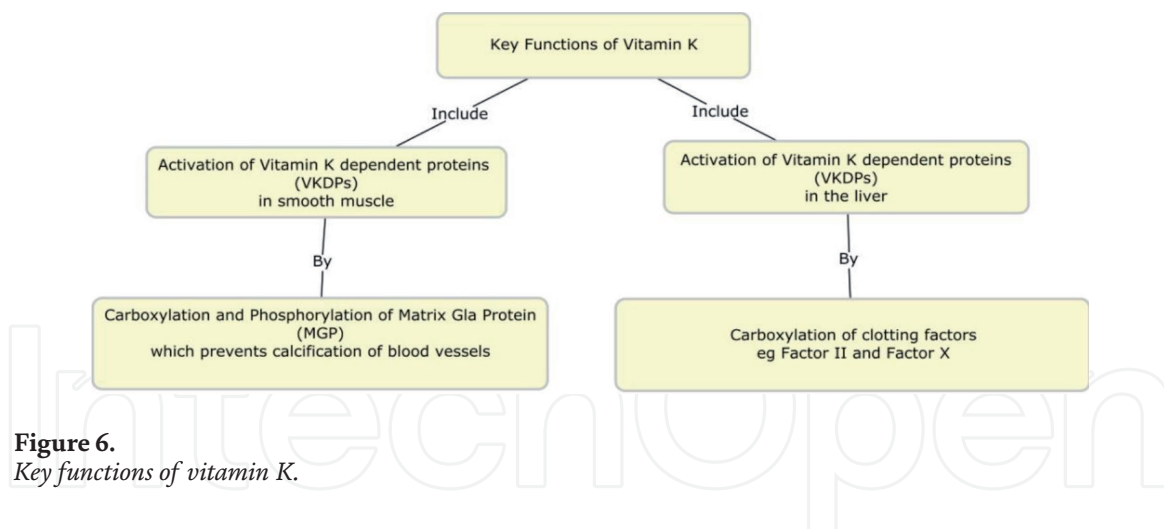 Key Functions of Vitamin K
Include
Include
Activation of Vitamin K dependent proteins
(VKDPs)
in smooth muscle
Activation of Vitamin K dependent proteins
(VKDPs)
in the liver
By
By
Carboxylation and Phosphorylation of Matrix Gla Protein
(MGP)
which prevents calcification of blood vessels
Carboxylation of clotting factors
eg Factor II and Factor X
IntechOpen
Figure 6.
Key functions of vitamin K.